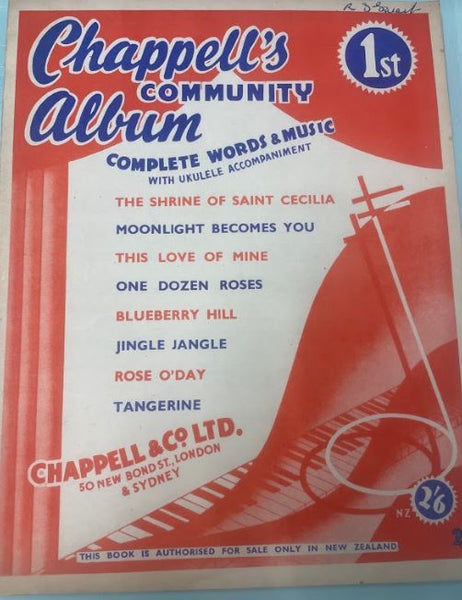 R D Stewart
Chappell's
COMMUNITY
Album
1st
COMPLETE WORDS & MUSIC
WITH UKULELE ACCOMPANIMENT
THE SHRINE OF SAINT CECILIA
MOONLIGHT BECOMES YOU
THIS LOVE OF MINE
ONE DOZEN ROSES
BLUEBERRY HILL
JINGLE JANGLE
ROSE O'DAY
TANGERINE
CHAPPELL & CO. LTD.
50 NEW BOND ST., LONDON
& SYDNEY
NZ 2/6
THIS BOOK IS AUTHORISED FOR SALE ONLY IN NEW ZEALAND